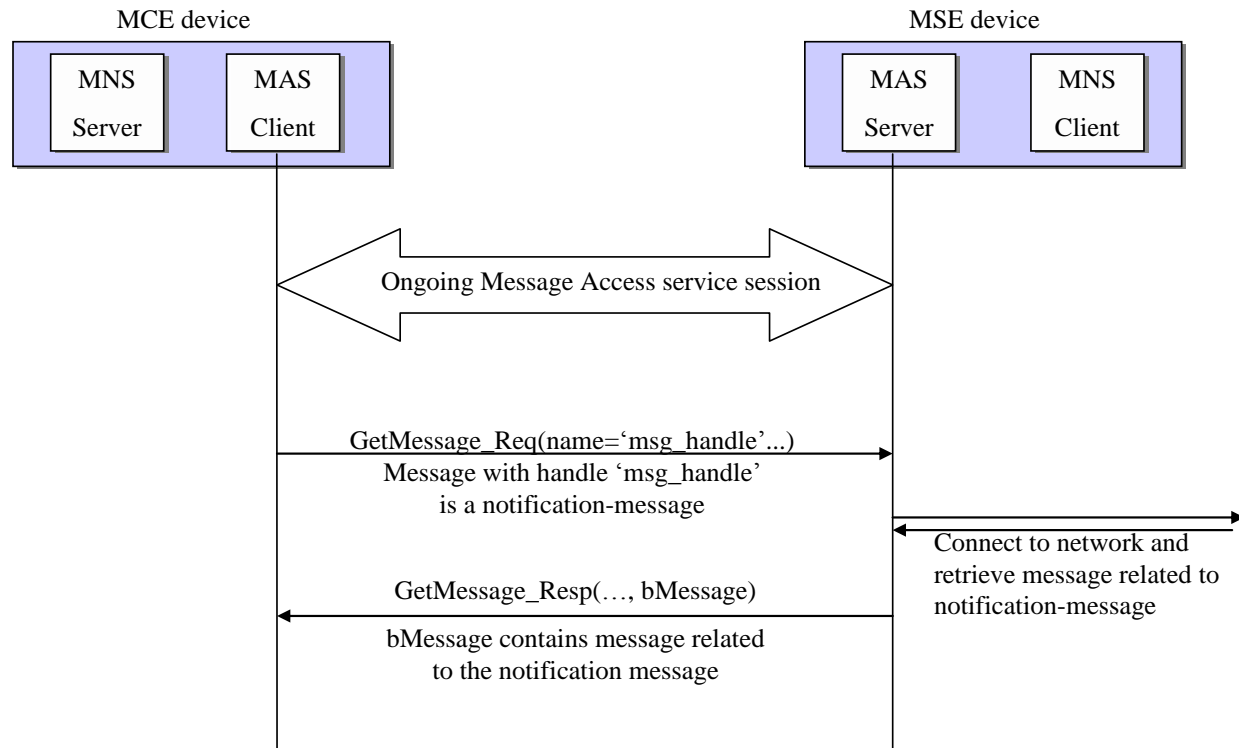 MCE device
MSE device
MNS
Server
MAS
Client
MAS
Server
MNS
Client
Ongoing Message Access service session
GetMessage_Req(name=‘msg_handle’...)
Message with handle ‘msg_handle’
is a notification-message
Connect to network and
retrieve message related to
notification-message
GetMessage_Resp(…, bMessage)
bMessage contains message related
to the notification message